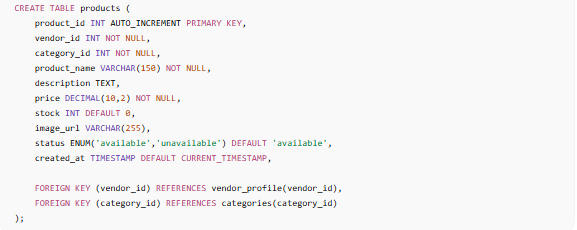 CREATE TABLE products (
    product_id INT AUTO_INCREMENT PRIMARY KEY,
    vendor_id INT NOT NULL,
    category_id INT NOT NULL,
    product_name VARCHAR(150) NOT NULL,
    description TEXT,
    price DECIMAL(10,2) NOT NULL,
    stock INT DEFAULT 0,
    image_url VARCHAR(255),
    status ENUM('available','unavailable') DEFAULT 'available',
    created_at TIMESTAMP DEFAULT CURRENT_TIMESTAMP,

    FOREIGN KEY (vendor_id) REFERENCES vendor_profile(vendor_id),
    FOREIGN KEY (category_id) REFERENCES categories(category_id)
);